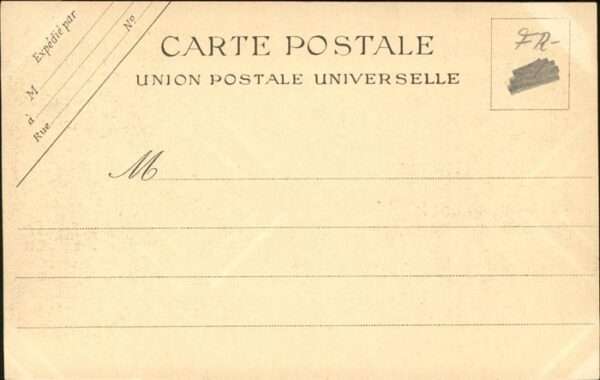 Expédié par
M
à
Rue Nº
CARTE POSTALE
UNION POSTALE UNIVERSELLE
FR-
M